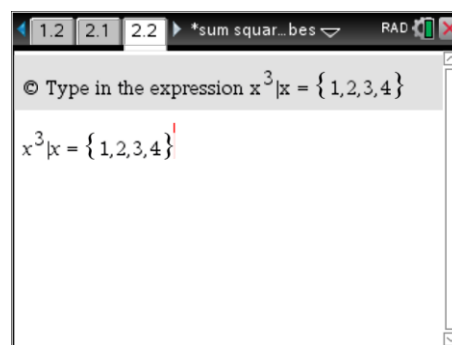 1.2 2.1 2.2 *sum squar...bes RAD
© Type in the expression x³|x = {1,2,3,4}
x³|x = {1,2,3,4}